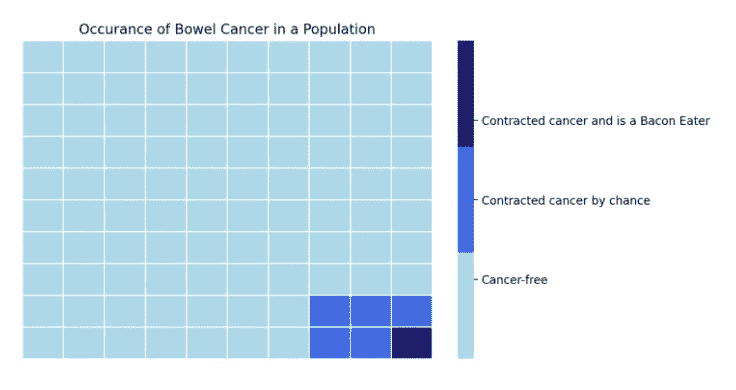 Occurance of Bowel Cancer in a Population
Contracted cancer and is a Bacon Eater
Contracted cancer by chance
Cancer-free